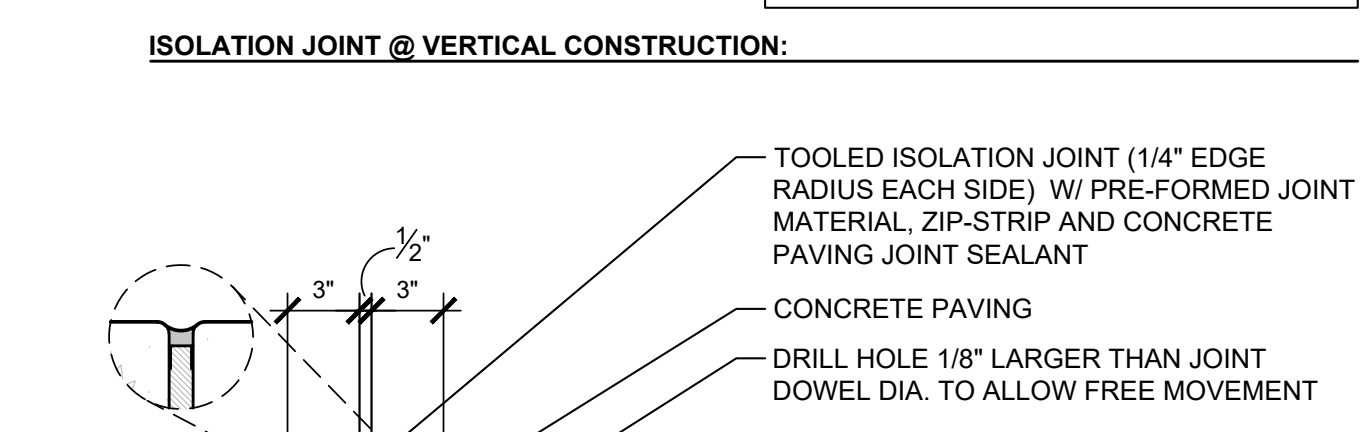 ISOLATION JOINT @ VERTICAL CONSTRUCTION:
TOOLED ISOLATION JOINT (1/4" EDGE
RADIUS EACH SIDE) W/ PRE-FORMED JOINT
MATERIAL, ZIP-STRIP AND CONCRETE
PAVING JOINT SEALANT
1/2"
3" 3"
CONCRETE PAVING
DRILL HOLE 1/8" LARGER THAN JOINT
DOWEL DIA. TO ALLOW FREE MOVEMENT